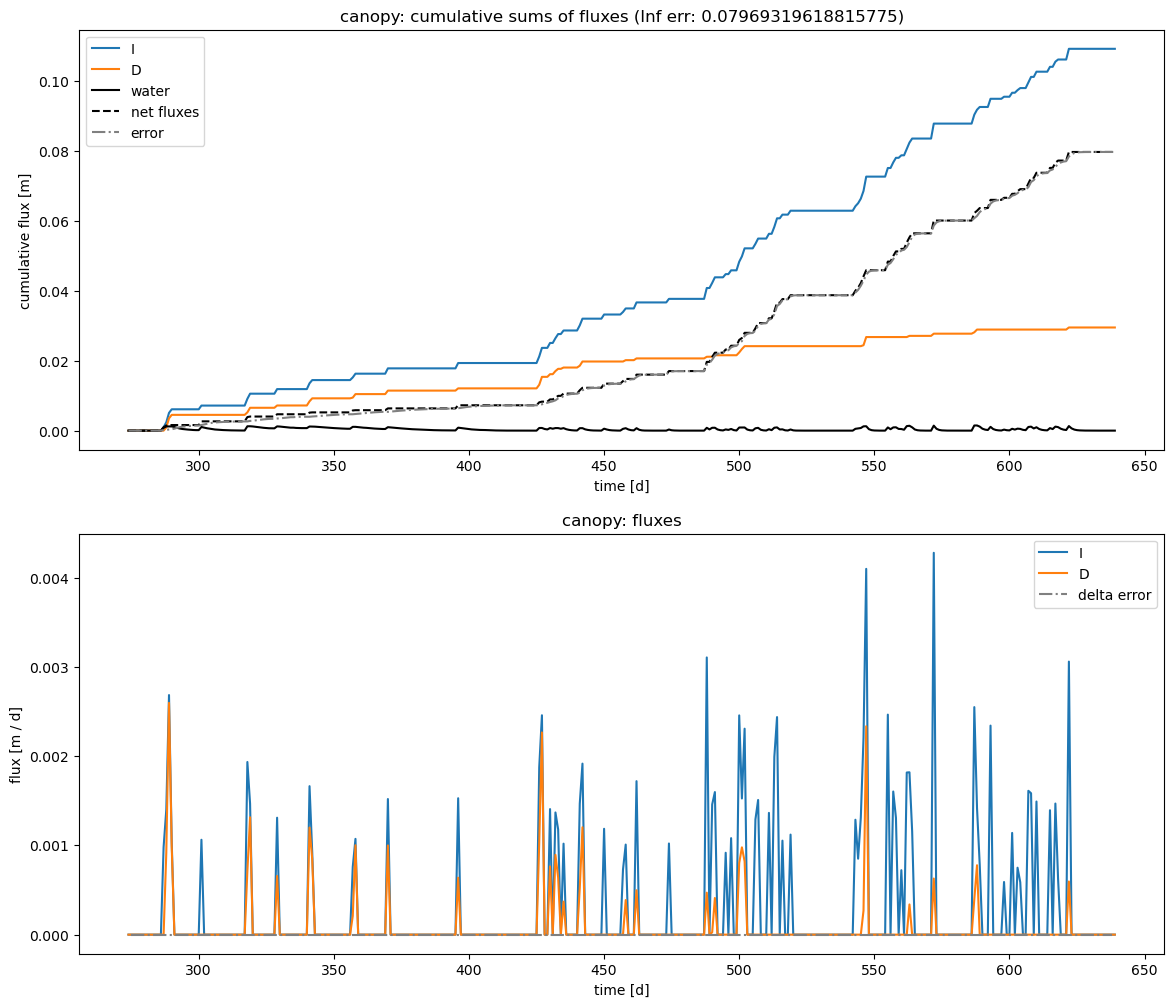 canopy: cumulative sums of fluxes (Inf err: 0.07969319618815775)
I
D
water
net fluxes
error
cumulative flux [m]
0.10
0.08
0.06
0.04
0.02
0.00
300 350 400 450 500 550 600 650
time [d]
canopy: fluxes
I
D
delta error
flux [m / d]
0.004
0.003
0.002
0.001
0.000
300 350 400 450 500 550 600 650
time [d]